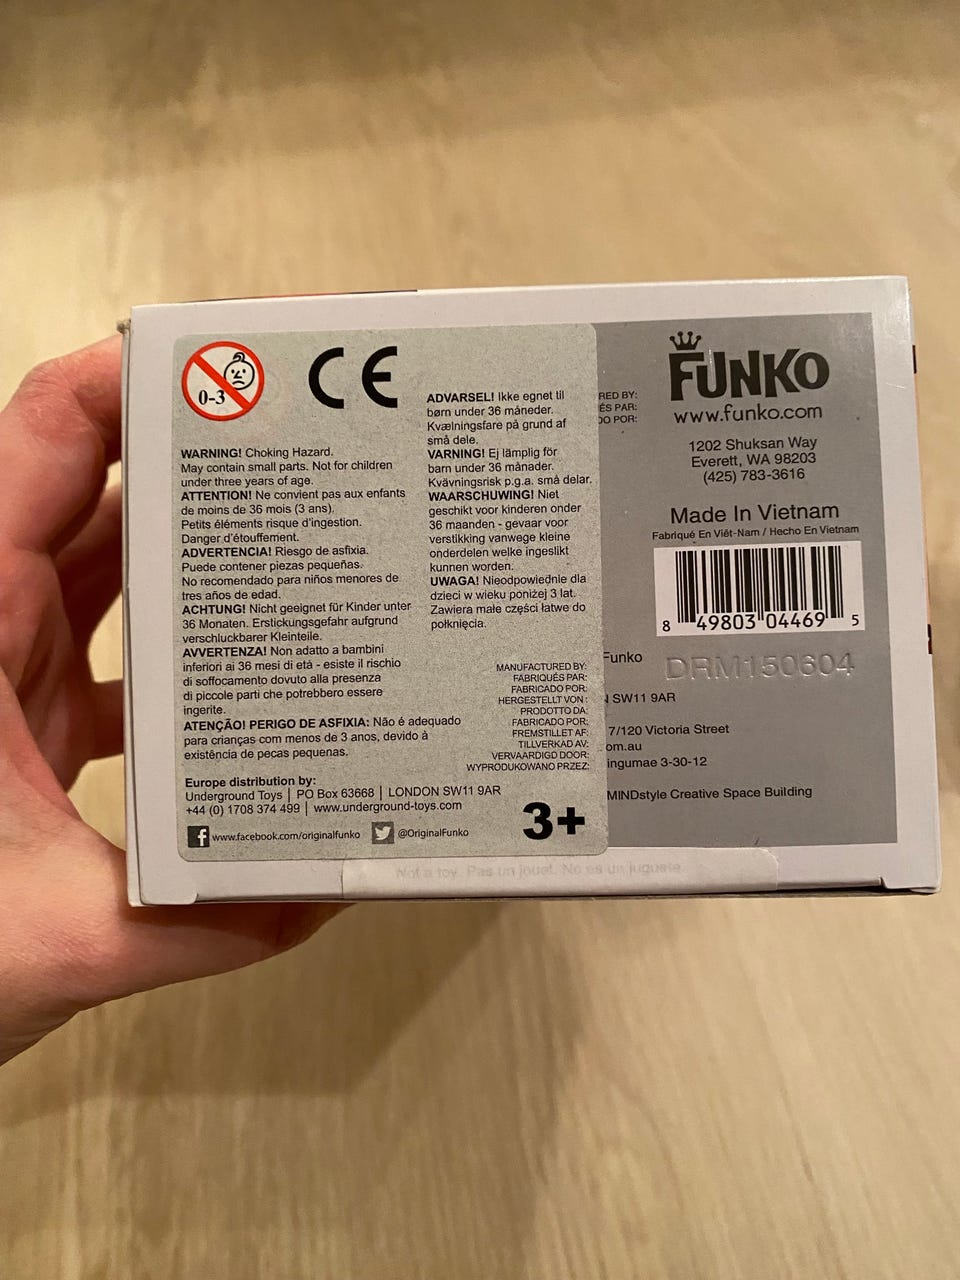 0-3
CE
WARNING! Choking Hazard.
May contain small parts. Not for children
under three years of age.
ATTENTION! Ne convient pas aux enfants
de moins de 36 mois (3 ans).
Petits éléments risque d'ingestion.
Danger d'étouffement.
ADVERTENCIA! Riesgo de asfixia.
Puede contener piezas pequeñas.
No recomendado para niños menores de
tres años de edad.
ACHTUNG! Nicht geeignet für Kinder unter
36 Monaten. Erstickungsgefahr aufgrund
verschluckbarer Kleinteile.
AVVERTENZA! Non adatto a bambini
inferiori ai 36 mesi di età - esiste il rischio
di soffocamento dovuto alla presenza
di piccole parti che potrebbero essere
ingerite.
ATENÇÃO! PERIGO DE ASFIXIA: Não é adequado
para crianças com menos de 3 anos, devido à
existência de pecas pequenas.
ADVARSEL! Ikke egnet til
børn under 36 måneder.
Kvælningsfare på grund af
små dele.
VARNING! Ej lämplig för
barn under 36 månader.
Kvävningsrisk p.g.a. små delar.
WAARSCHUWING! Niet
geschikt voor kinderen onder
36 maanden - gevaar voor
verstikking vanwege kleine
onderdelen welke ingeslikt
kunnen worden.
UWAGA! Nieodpowiednie dla
dzieci w wieku poniżej 3 lat.
Zawiera małe części łatwe do
połknięcia.
MANUFACTURED BY:
FABRIQUÉS PAR:
FABRICADO POR:
HERGESTELLT VON :
PRODOTTO DA:
FABRICADO POR:
FREMSTILLET AF:
TILLVERKAD AV:
VERVAARDIGD DOOR:
WYPRODUKOWANO PRZEZ:
Europe distribution by:
Underground Toys | PO Box 63668 | LONDON SW11 9AR
+44 (0) 1708 374 499 | www.underground-toys.com
www.facebook.com/originalfunko @OriginalFunko
3+
RED BY:
ÉS PAR:
DO POR:
FUNKO
www.funko.com
1202 Shuksan Way
Everett, WA 98203
(425) 783-3616
Made In Vietnam
Fabriqué En Viêt-Nam / Hecho En Vietnam
8 49803 04469 5
Funko
DRM150604
SW11 9AR
7/120 Victoria Street
om.au
ingumae 3-30-12
MINDstyle Creative Space Building
Not a toy. Pas un jouet. No es un juguete.